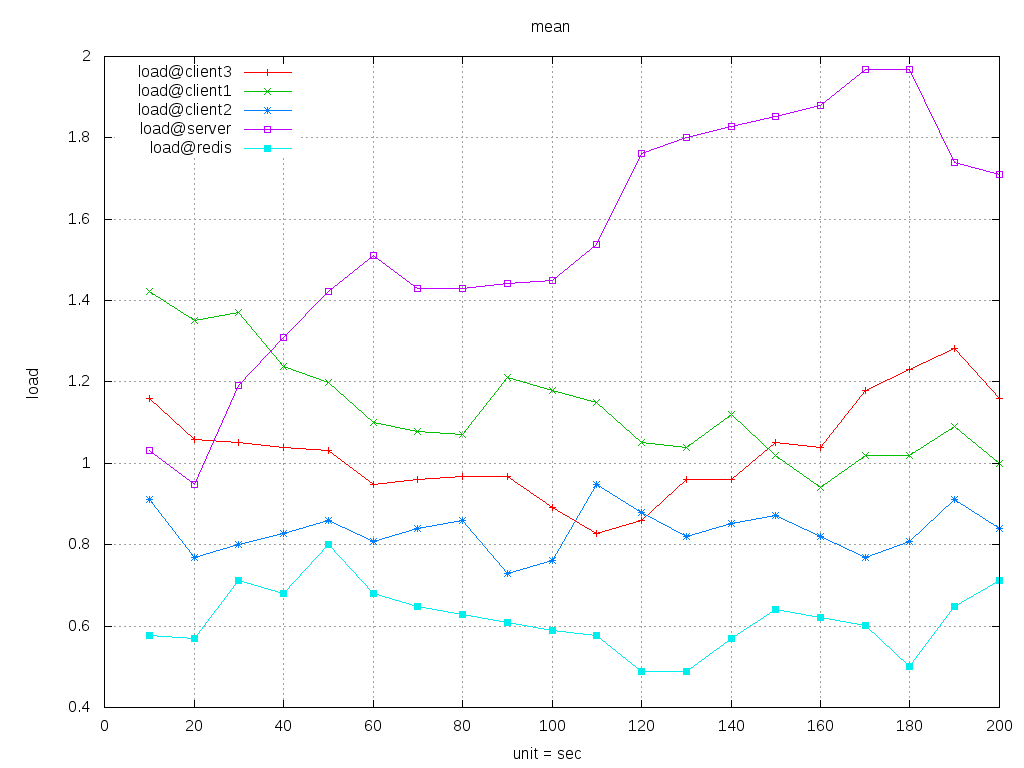 mean
load@client3
load@client1
load@client2
load@server
load@redis
2
1.8
1.6
1.4
1.2
1
0.8
0.6
0.4
load
0 20 40 60 80 100 120 140 160 180 200
unit = sec